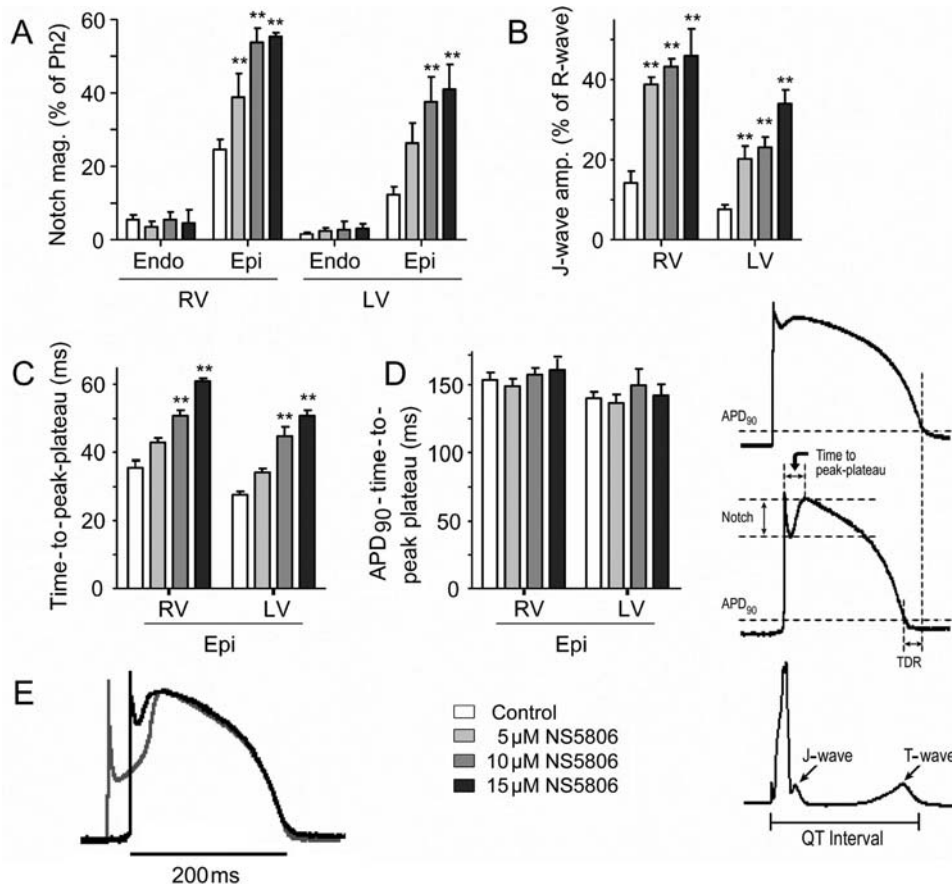 A
Notch mag. (% of Ph2)
60
40
20
0
** ** **
** **
Endo Epi Endo Epi
RV LV
B
J-wave amp. (% of R-wave)
40
20
0
** ** **
** ** **
RV LV
C
Time-to-peak-plateau (ms)
60
40
20
0
** **
** **
RV LV
Epi
D
APD90-time-to-
peak plateau (ms)
150
100
50
0
RV LV
Epi
APD90
Time to
peak-plateau
Notch
APD90
TDR
E
200 ms
Control
5 µM NS5806
10 µM NS5806
15 µM NS5806
J-wave
T-wave
QT Interval